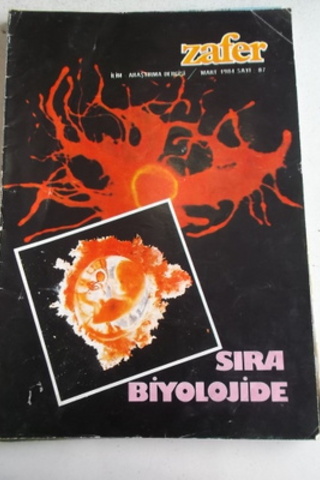 zafer
İLİM ARAŞTIRMA DERGİSİ MART 1984 SAYI: 87
SIRA
BİYOLOJİDE